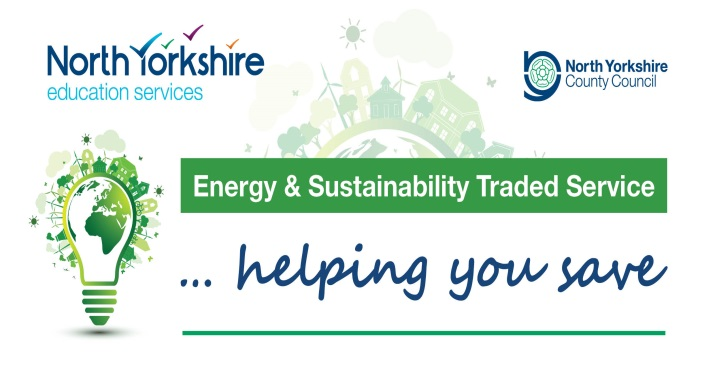 North Yorkshire
education services
North Yorkshire
County Council
Energy & Sustainability Traded Service
... helping you save